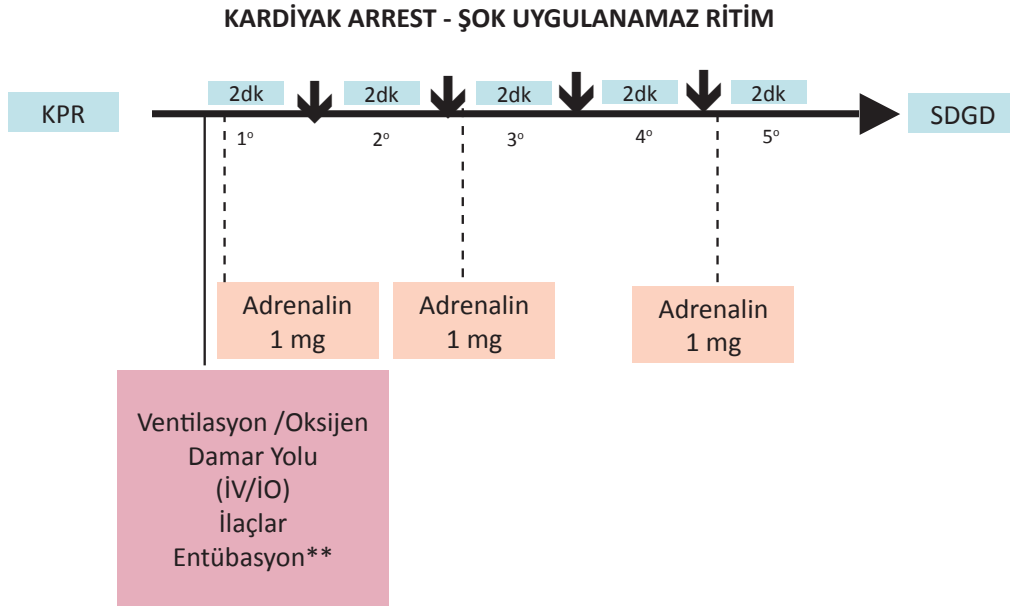 KARDİYAK ARREST - ŞOK UYGULANAMAZ RİTİM
KPR
2dk
2dk
2dk
2dk
2dk
SDGD
1º
2º
3º
4º
5º
Adrenalin
1 mg
Adrenalin
1 mg
Adrenalin
1 mg
Ventilasyon /Oksijen
Damar Yolu
(İV/İO)
İlaçlar
Entübasyon**